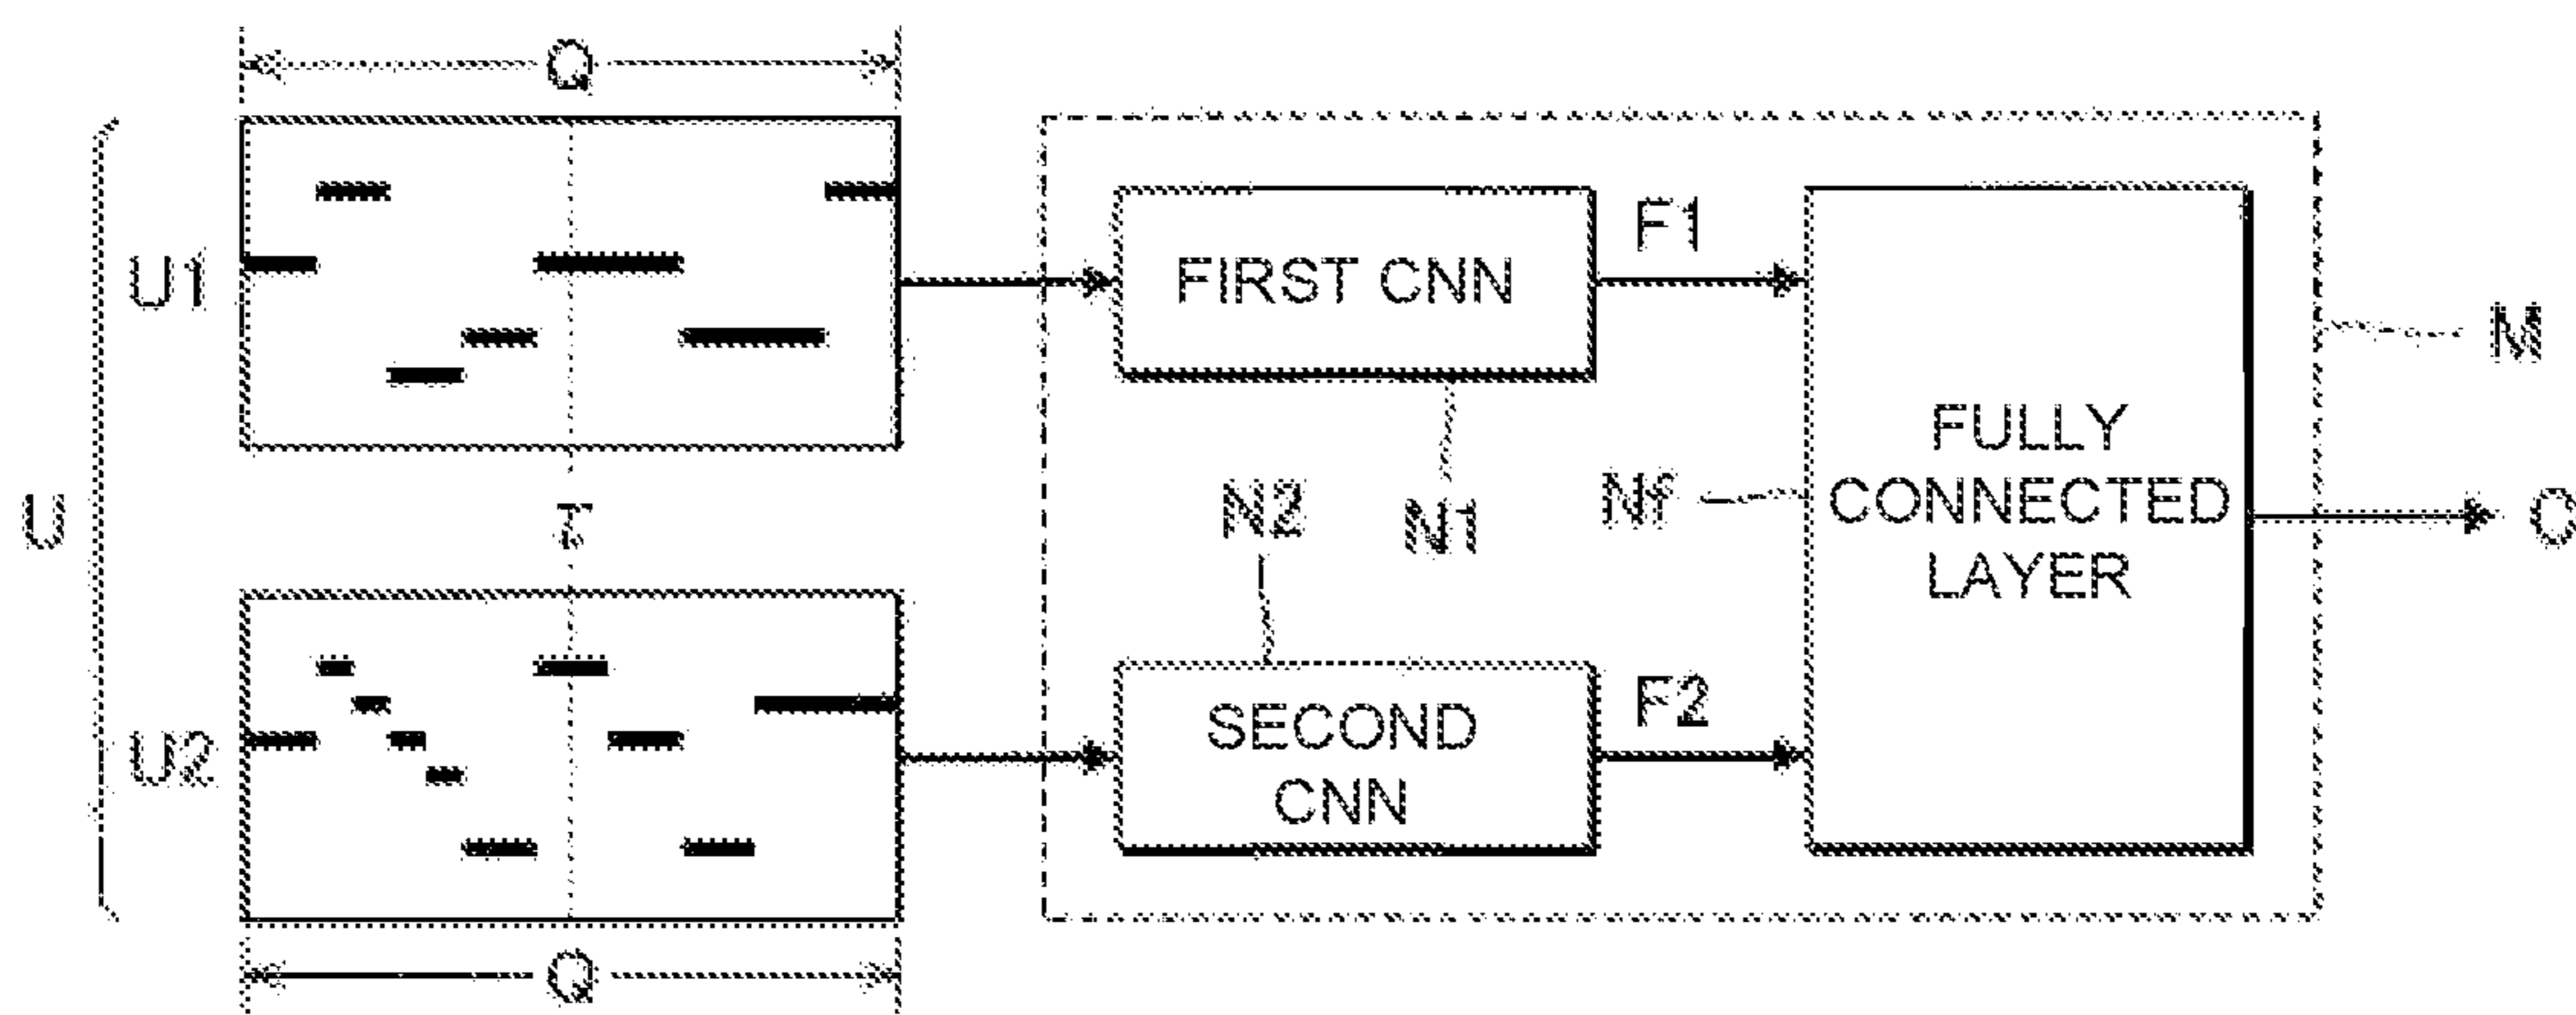 Q
U1
FIRST CNN
F1
M
U
T
N2
N1
Nf
FULLY
CONNECTED
LAYER
U2
SECOND
CNN
F2
Q